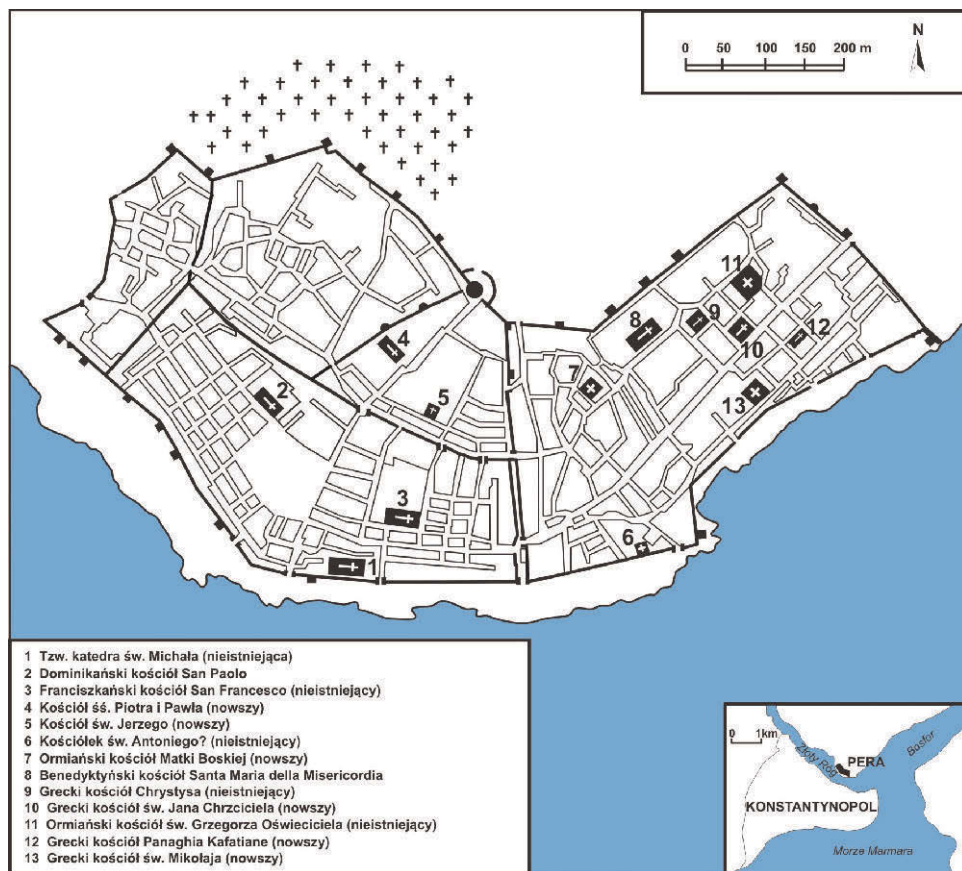 N
0 50 100 150 200 m
11
8
9
10
12
4
7
2
5
13
3
6
1
1 Tzw. katedra św. Michała (nieistniejąca)
2 Dominikański kościół San Paolo
3 Franciszkański kościół San Francesco (nieistniejący)
4 Kościół śś. Piotra i Pawła (nowszy)
5 Kościół św. Jerzego (nowszy)
6 Kościółek św. Antoniego? (nieistniejący)
7 Ormiański kościół Matki Boskiej (nowszy)
8 Benedyktyński kościół Santa Maria della Misericordia
9 Grecki kościół Chrystysa (nieistniejący)
10 Grecki kościół św. Jana Chrzciciela (nowszy)
11 Ormiański kościół św. Grzegorza Oświeciciela (nieistniejący)
12 Grecki kościół Panaghia Kafatiane (nowszy)
13 Grecki kościół św. Mikołaja (nowszy)
0 1km
Złoty Róg
Basfor
PERA
KONSTANTYNOPOL
Morze Marmara